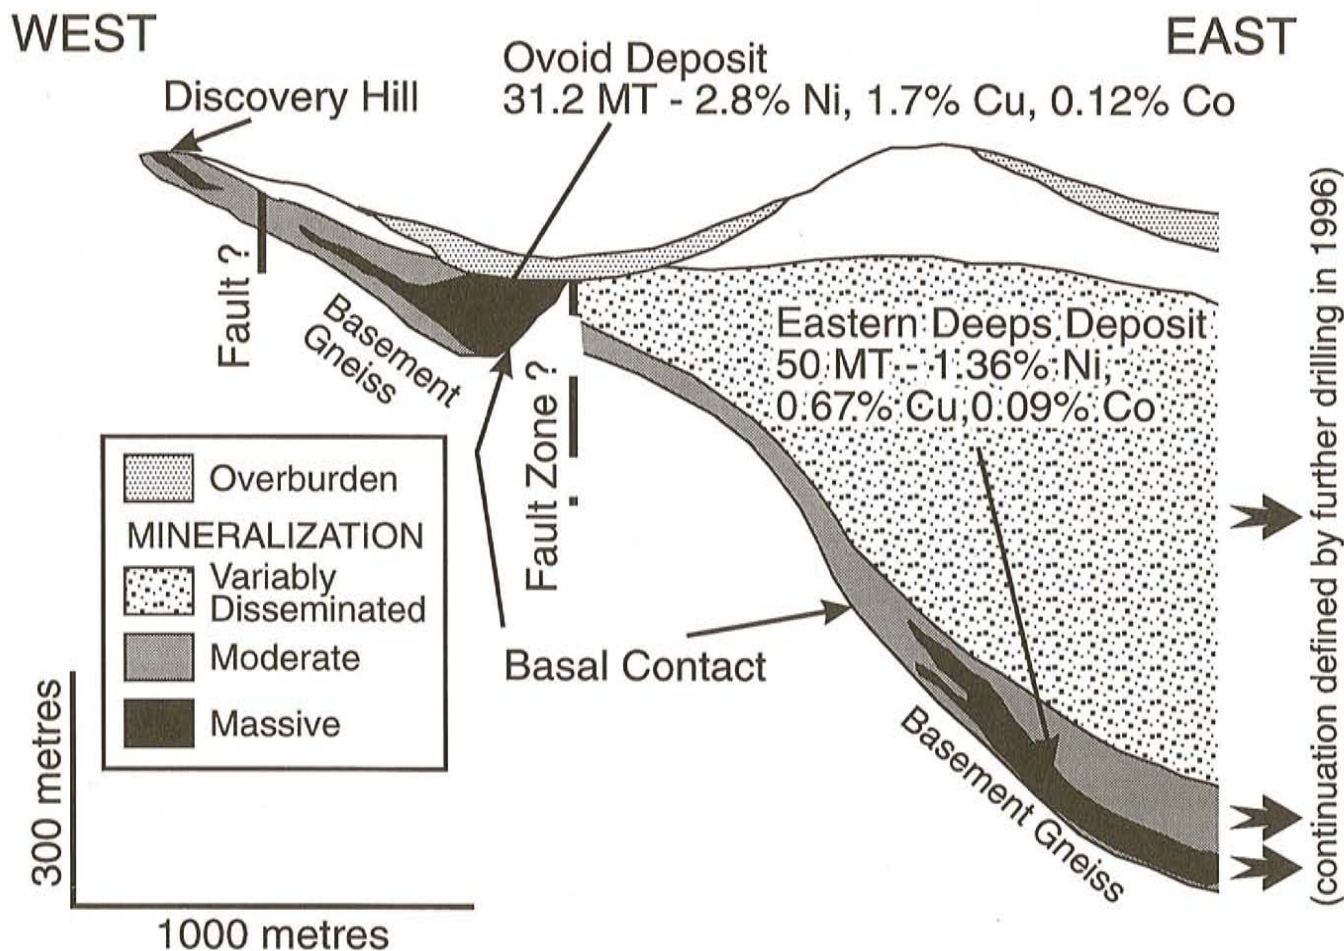 WEST
EAST
Discovery Hill
Ovoid Deposit
31.2 MT - 2.8% Ni, 1.7% Cu, 0.12% Co
Fault ?
Basement
Gneiss
Fault Zone ?
Eastern Deeps Deposit
50 MT - 1.36% Ni,
0.67% Cu,0.09% Co
Overburden
MINERALIZATION
Variably
Disseminated
Moderate
Massive
Basal Contact
Basement Gneiss
300 metres
1000 metres
(continuation defined by further drilling in 1996)